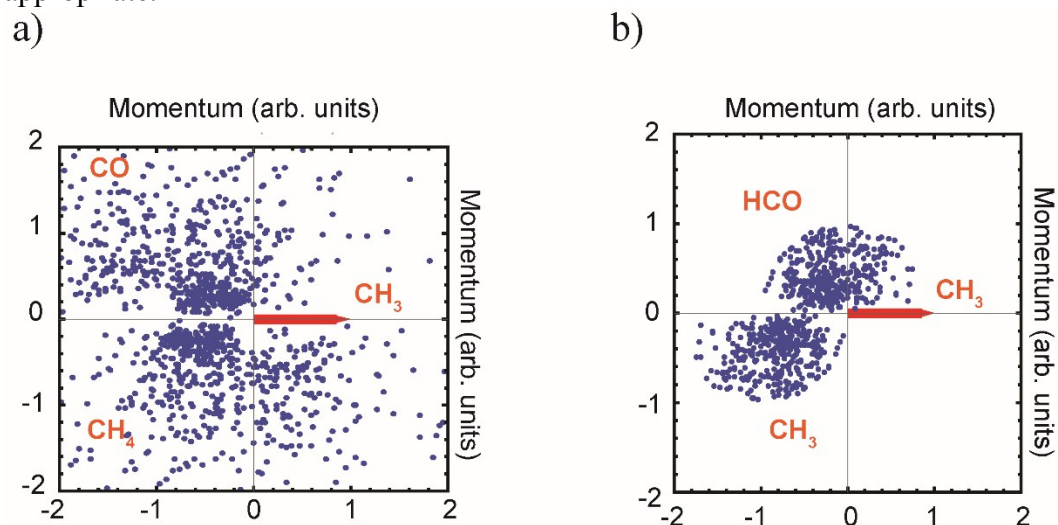 appropriate.
a)
b)
Momentum (arb. units)
2
1
0
-1
-2
-2 -1 0 1 2
CO
CH3
CH4
Momentum (arb. units)
Momentum (arb. units)
2
1
0
-1
-2
-2 -1 0 1 2
HCO
CH3
CH3
Momentum (arb. units)